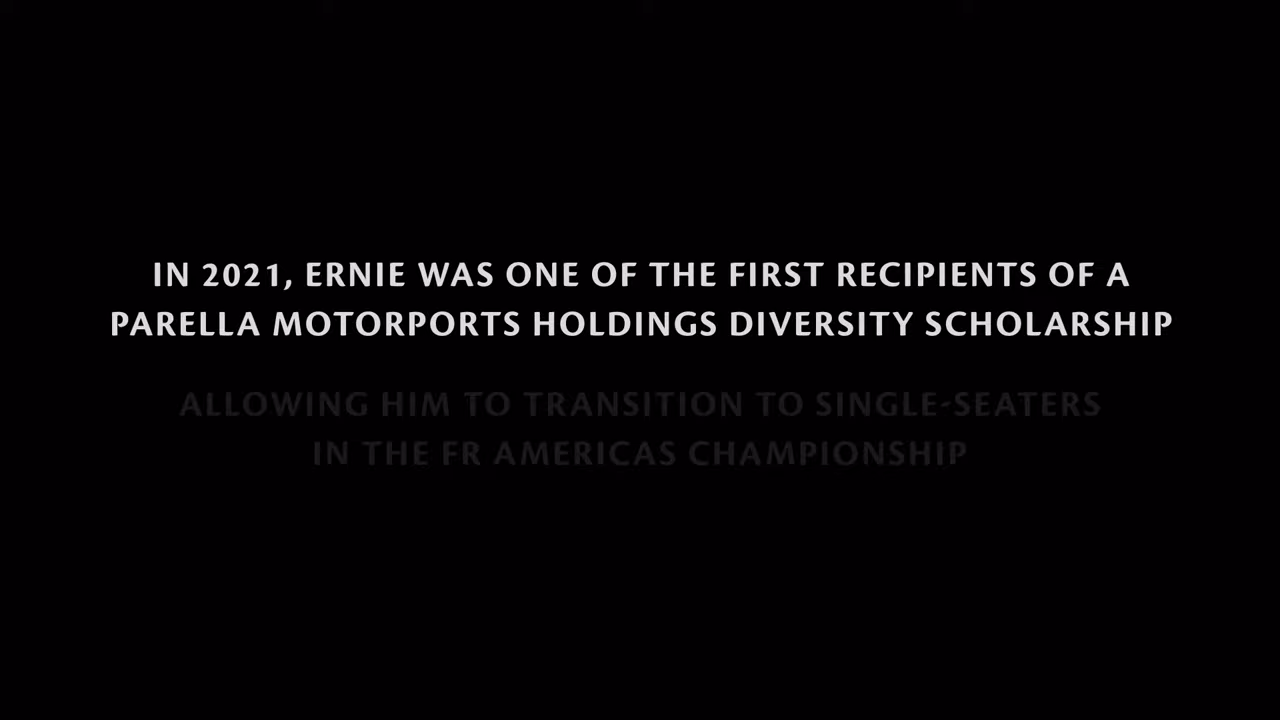 IN 2021, ERNIE WAS ONE OF THE FIRST RECIPIENTS OF A
PARELLA MOTORPORTS HOLDINGS DIVERSITY SCHOLARSHIP
ALLOWING HIM TO TRANSITION TO SINGLE-SEATERS
IN THE FR AMERICAS CHAMPIONSHIP